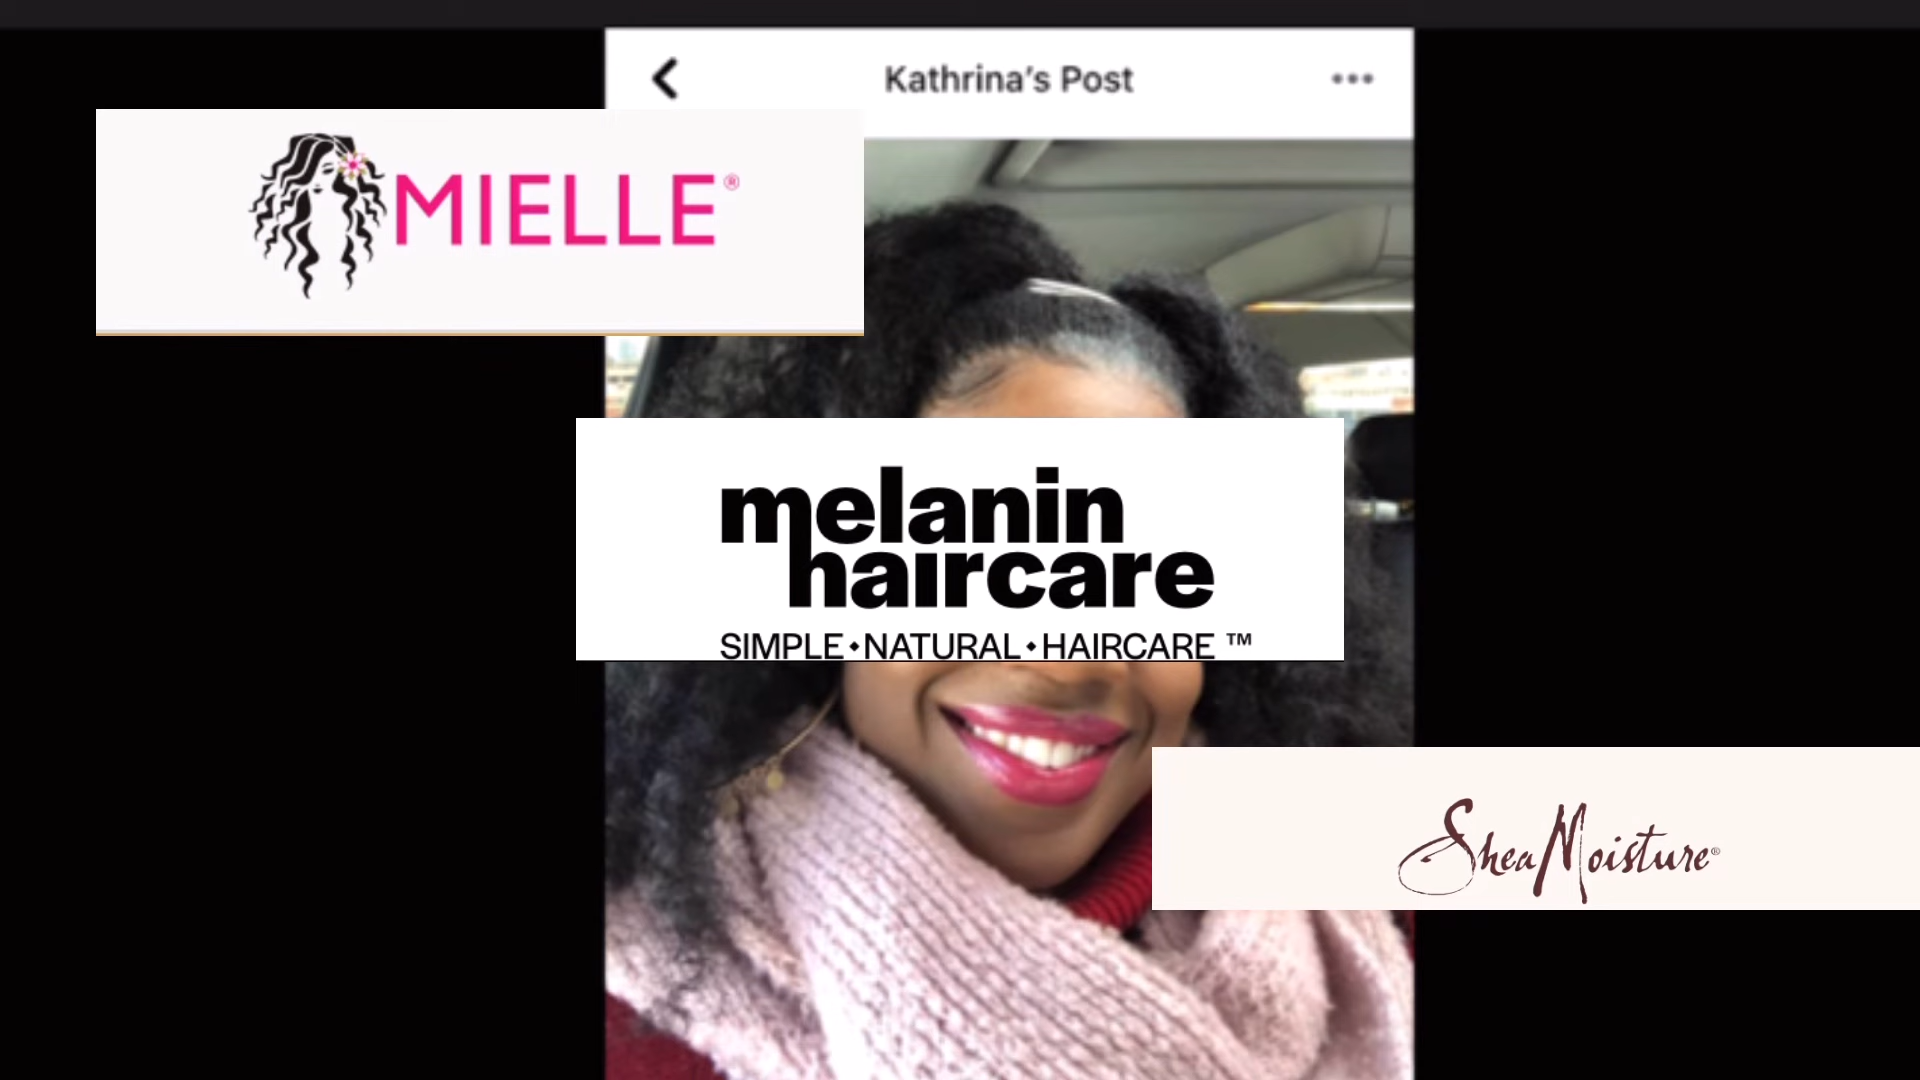 Kathrina's Post
MIELLE®
melanin
haircare
SIMPLE•NATURAL•HAIRCARE ™
SheaMoisture®